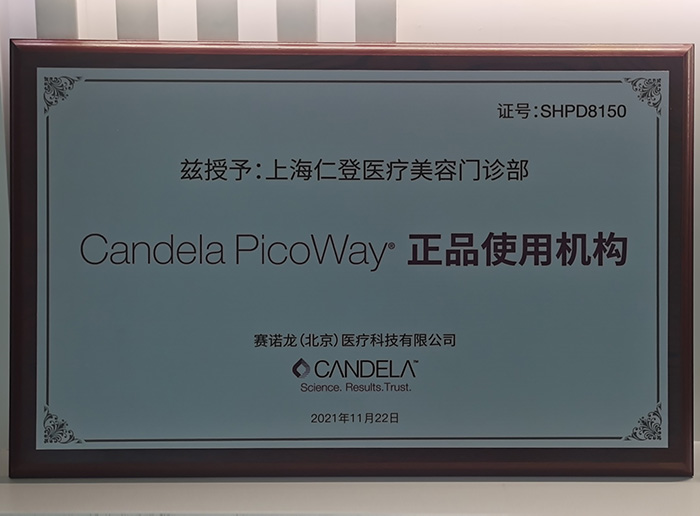 证号：SHPD8150
兹授予：上海仁登医疗美容门诊部
Candela PicoWay® 正品使用机构
赛诺龙（北京）医疗科技有限公司
CANDELA™
Science. Results.Trust.
2021年11月22日